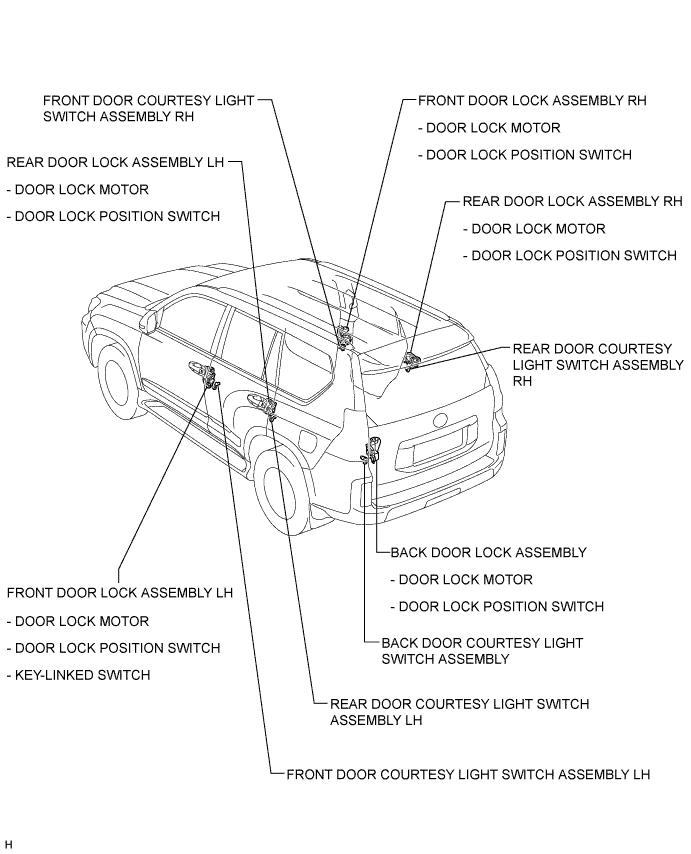 FRONT DOOR COURTESY LIGHT
SWITCH ASSEMBLY RH
FRONT DOOR LOCK ASSEMBLY RH
- DOOR LOCK MOTOR
- DOOR LOCK POSITION SWITCH
REAR DOOR LOCK ASSEMBLY LH
- DOOR LOCK MOTOR
- DOOR LOCK POSITION SWITCH
REAR DOOR LOCK ASSEMBLY RH
- DOOR LOCK MOTOR
- DOOR LOCK POSITION SWITCH
REAR DOOR COURTESY
LIGHT SWITCH ASSEMBLY
RH
BACK DOOR LOCK ASSEMBLY
- DOOR LOCK MOTOR
- DOOR LOCK POSITION SWITCH
FRONT DOOR LOCK ASSEMBLY LH
- DOOR LOCK MOTOR
- DOOR LOCK POSITION SWITCH
- KEY-LINKED SWITCH
BACK DOOR COURTESY LIGHT
SWITCH ASSEMBLY
REAR DOOR COURTESY LIGHT SWITCH
ASSEMBLY LH
FRONT DOOR COURTESY LIGHT SWITCH ASSEMBLY LH
H